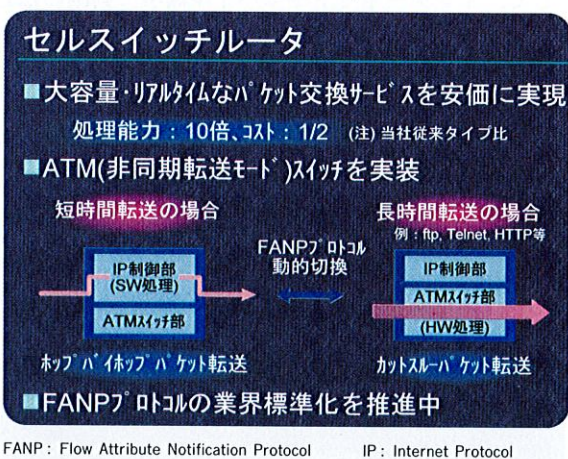 セルスイッチルータ
■大容量・リアルタイムなパケット交換サービスを安価に実現
処理能力：10倍、コスト：1/2 (注)当社従来タイプ比
■ATM(非同期転送モード)スイッチを実装
短時間転送の場合
長時間転送の場合
例：ftp, Telnet, HTTP等
FANPプロトコル
動的切換
IP制御部
(SW処理)
ATMスイッチ部
IP制御部
ATMスイッチ部
(HW処理)
ホップバイホップパケット転送
カットスルーパケット転送
■FANPプロトコルの業界標準化を推進中
FANP : Flow Attribute Notification Protocol
IP : Internet Protocol